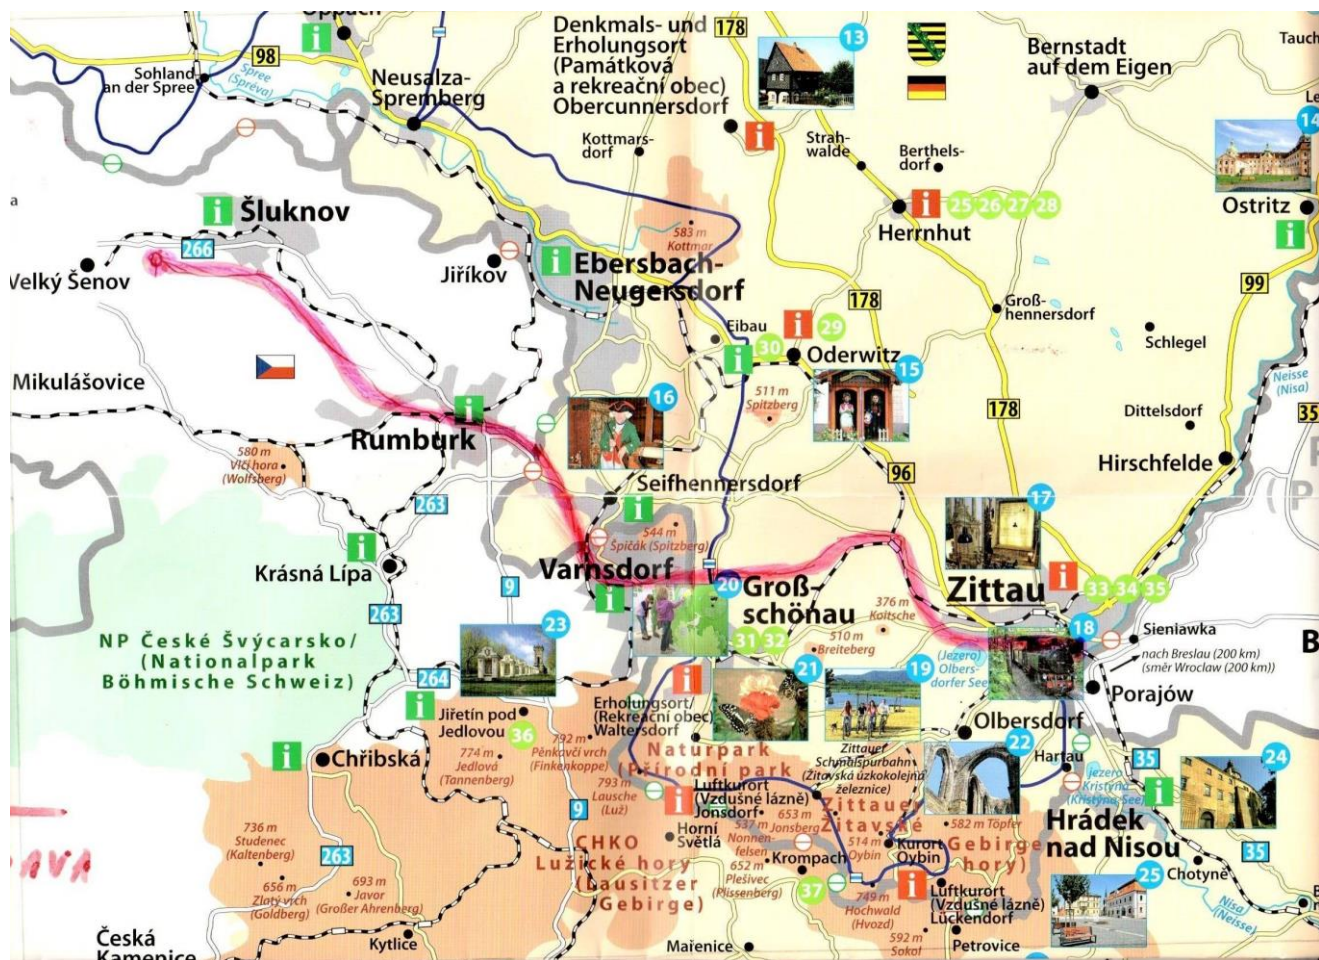 Oppach
98
Sohland
an der Spree
Spree
(Spréva)
Neusalza-
Spremberg
Denkmals- und
Erholungsort
(Památková
a rekreační obec)
Obercunnersdorf
178
13
Bernstadt
auf dem Eigen
Tauch
Le
14
Kottmars-
dorf
Strah-
walde
Berthels-
dorf
Ostritz
i
25
26
27
28
Herrnhut
a
i
Šluknov
266
Velký Šenov
Jiříkov
583 m
Kottmar
i
Ebersbach-
Neugersdorf
178
99
Groß-
hennersdorf
Schlegel
Eibau
i
29
30
i
Oderwitz
15
Mikulášovice
16
511 m
Spitzberg
178
Neisse
(Nisa)
Dittelsdorf
35
Rumburk
i
580 m
Vlčí hora
(Wolfsberg)
263
Seifhennersdorf
i
96
Hirschfelde
17
544 m
Špičák (Spitzberg)
i
Krásná Lípa
Varnsdorf
i
9
263
20
Groß-
schönau
31
32
376 m
Koitsche
510 m
Breiteberg
Zittau
i
33
34
35
18
Sieniawka
nach Breslau (200 km)
(směr Wroclaw (200 km))
B
NP České Švýcarsko/
(Nationalpark
Böhmische Schweiz)
264
23
i
Jiřetín pod
Jedlovou
36
i
Erholungsort/
(Rekreační obec)
Waltersdorf
21
19
(Jezero)
Olbers-
dorfer See
Porajów
Olbersdorf
22
Hartau
i
Chřibská
774 m
Jedlová
(Tannenberg)
792 m
Pěnkavčí vrch
(Finkenkoppe)
Naturpark
(Přírodní park
Zittauer
Schmalspurbahn/
(Žitovská úzkokolejná
železnice)
793 m
Lausche
(Luž)
i
Luftkurort
(Vzdušné lázně)
Jonsdorf
Zittauer
Žitavské
Gebirge
hory)
35
24
jezero
Kristýna
(Kristýna See)
i
9
736 m
Studenec
(Kaltenberg)
263
656 m
Zlatý vrch
(Goldberg)
693 m
Javor
(Großer Ahrenberg)
CHKO
Lužické hory
(Lausitzer
Gebirge)
Horní
Světlá
537 m
Nonnen-
felsen
653 m
Jonsberg
514 m
Oybin
582 m Töpfer
Hrádek
nad Nisou
35
Krompach
652 m
Plešivec
(Plissenberg)
37
Kurort
Oybin
i
Luftkurort
(Vzdušné lázně)
Lückendorf
749 m
Hochwald
(Hvozd)
25
Chotyně
Nisa
(Neisse)
Česká
Kamenice
Kytlice
Mařenice
592 m
Sokol
Petrovice